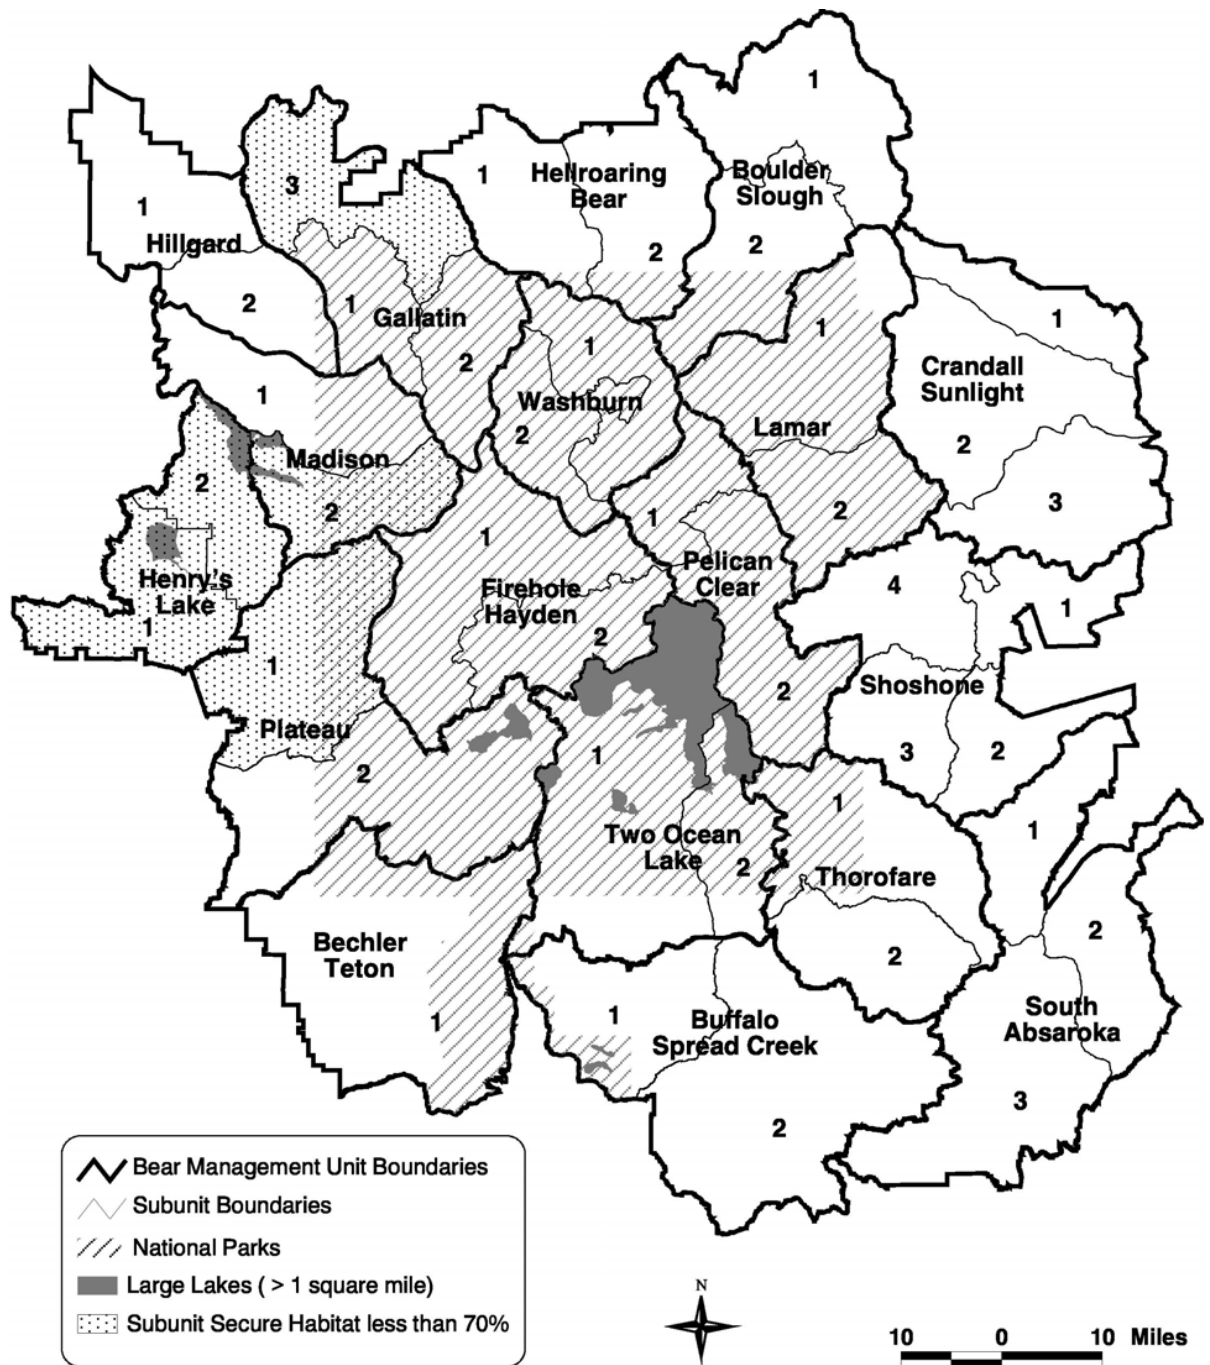 1
3
1
Hellroaring
Bear
Boulder
Slough
1
Hillgard
2
2
2
1
Gallatin
2
1
1
1
Crandall
Sunlight
1
Washburn
2
Lamar
2
Madison
2
2
1
1
2
3
Henry's
Lake
Firehole
Hayden
Pelican
Clear
4
1
1
2
1
2
Shoshone
Plateau
2
1
3
2
1
1
Two Ocean
Lake
2
Thorofare
Bechler
Teton
2
2
1
1
Buffalo
Spread Creek
South
Absaroka
2
3
Bear Management Unit Boundaries
Subunit Boundaries
National Parks
Large Lakes ( > 1 square mile)
Subunit Secure Habitat less than 70%
N
10 0 10 Miles